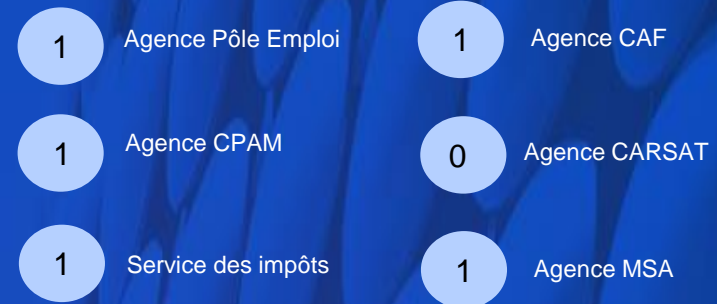 1 Agence Pôle Emploi
1 Agence CAF
1 Agence CPAM
0 Agence CARSAT
1 Service des impôts
1 Agence MSA